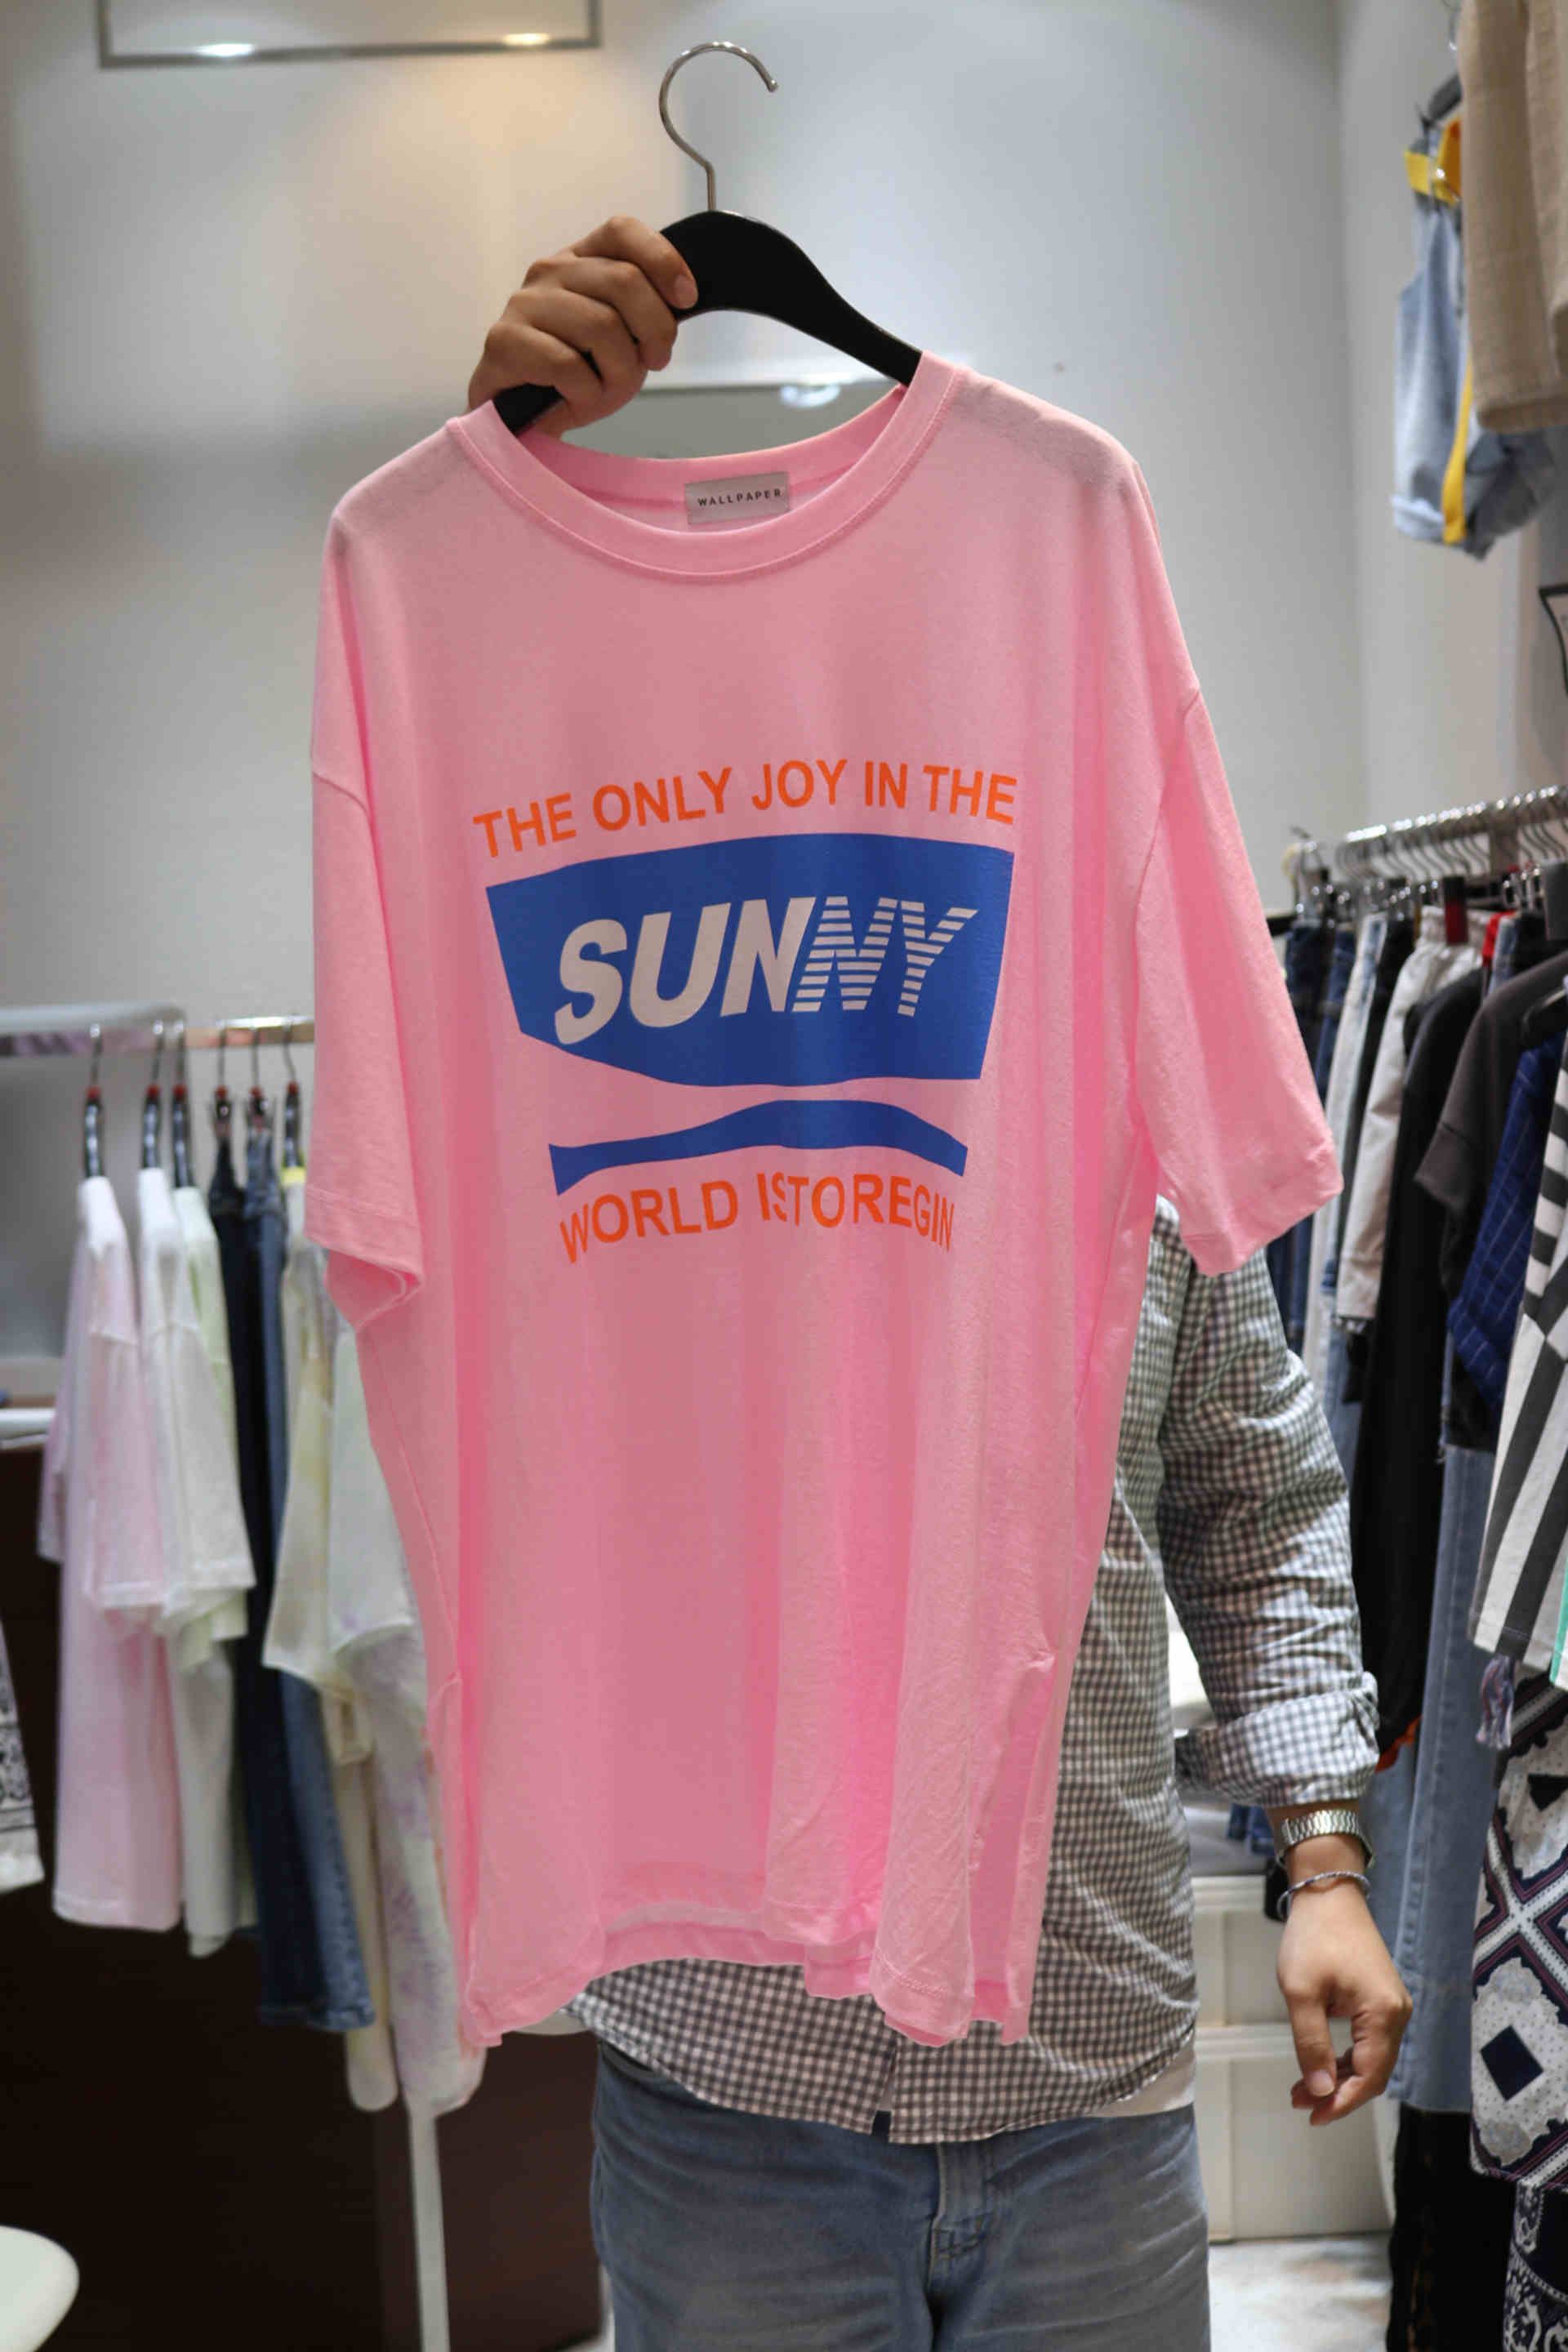 WALLPAPER
THE ONLY JOY IN THE
SUNNY
WORLD ISTOREGIN